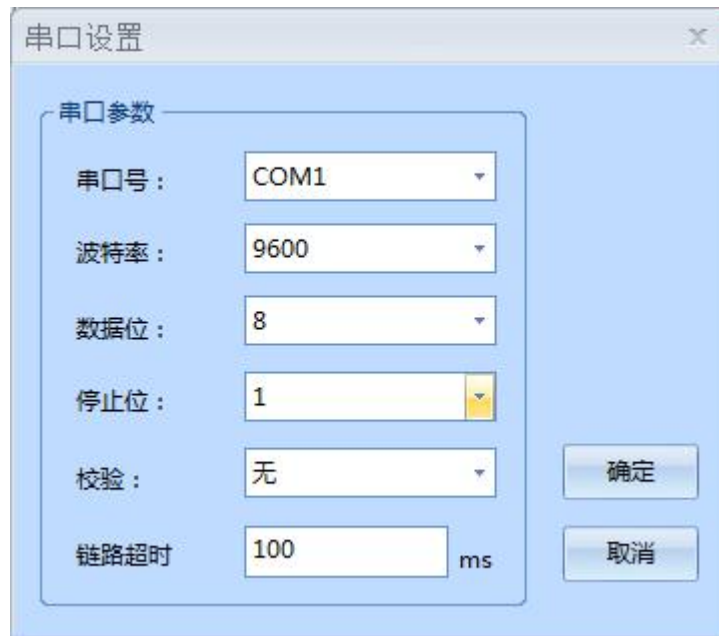 串口设置
串口参数
串口号： COM1
波特率： 9600
数据位： 8
停止位： 1
校验： 无
确定
链路超时 100 ms
取消